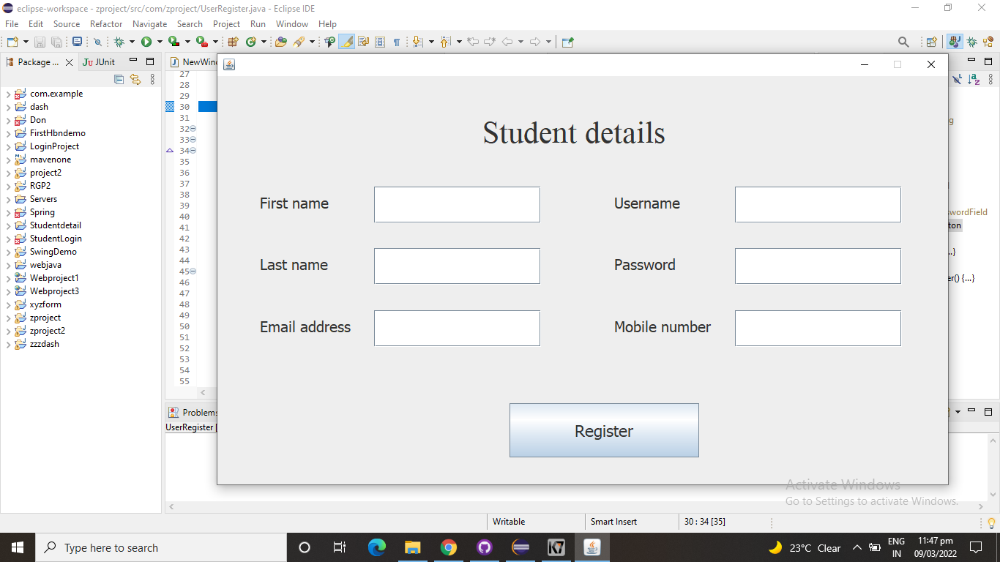 eclipse-workspace - zproject/src/com/zproject/UserRegister.java - Eclipse IDE
File Edit Source Refactor Navigate Search Project Run Window Help
Package ... JUnit
NewWin
com.example
dash
Don
FirstHbndemo
LoginProject
mavenone
project2
RGP2
Servers
Spring
Studentdetail
StudentLogin
SwingDemo
webjava
Webproject1
Webproject3
xyzform
zproject
zproject2
zzzdash
27
28
29
30
31
32
33
34
35
36
37
38
39
40
41
42
43
44
45
46
47
48
49
50
51
52
53
54
55
Student details
First name
Username
Last name
Password
Email address
Mobile number
Register
g
swordField
ton
..}
er() {...}
Problems
UserRegister [
Activate Windows
Go to Settings to activate Windows.
Writable
Smart Insert
30 : 34 [35]
Type here to search
23°C Clear
ENG
IN
11:47 pm
09/03/2022